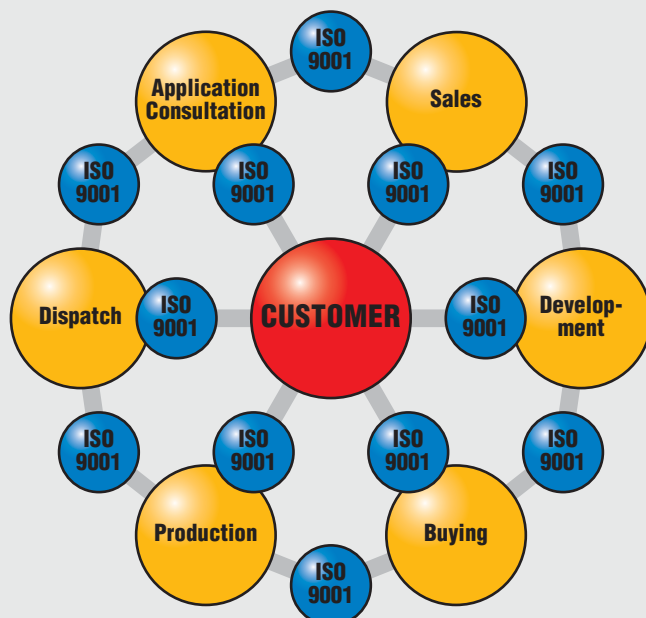 ISO
9001
Application
Consultation
Sales
ISO
9001
ISO
9001
ISO
9001
ISO
9001
Dispatch
ISO
9001
CUSTOMER
ISO
9001
Develop-
ment
ISO
9001
ISO
9001
ISO
9001
ISO
9001
Production
Buying
ISO
9001